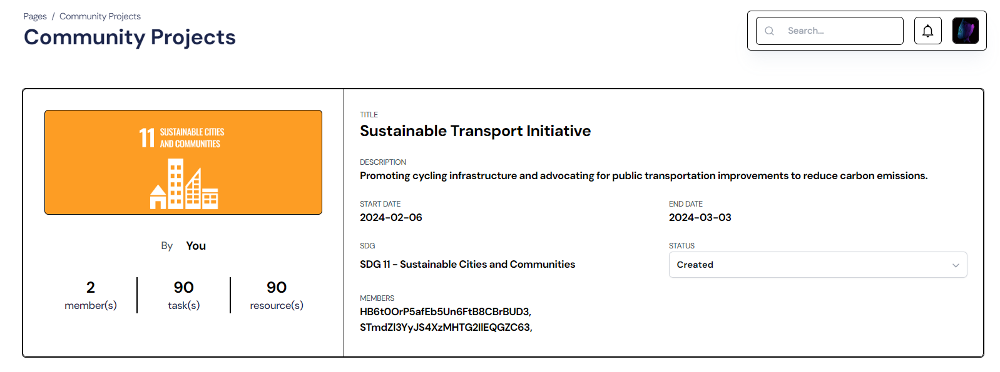 Pages / Community Projects
Community Projects
Search...
11 SUSTAINABLE CITIES
AND COMMUNITIES
By You
2
member(s)
90
task(s)
90
resource(s)
TITLE
Sustainable Transport Initiative
DESCRIPTION
Promoting cycling infrastructure and advocating for public transportation improvements to reduce carbon emissions.
START DATE
2024-02-06
END DATE
2024-03-03
SDG
SDG 11 - Sustainable Cities and Communities
STATUS
Created
MEMBERS
HB6t0OrP5afEb5Un6FtB8CBrBUD3,
STmdZl3YyJS4XzMHTG2IlEQGZC63,